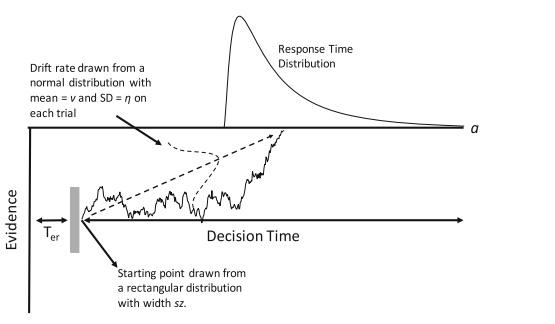 Response Time
Distribution
Drift rate drawn from a
normal distribution with
mean = v and SD = η on
each trial
a
Evidence
Ter
Decision Time
Starting point drawn from
a rectangular distribution
with width sz.